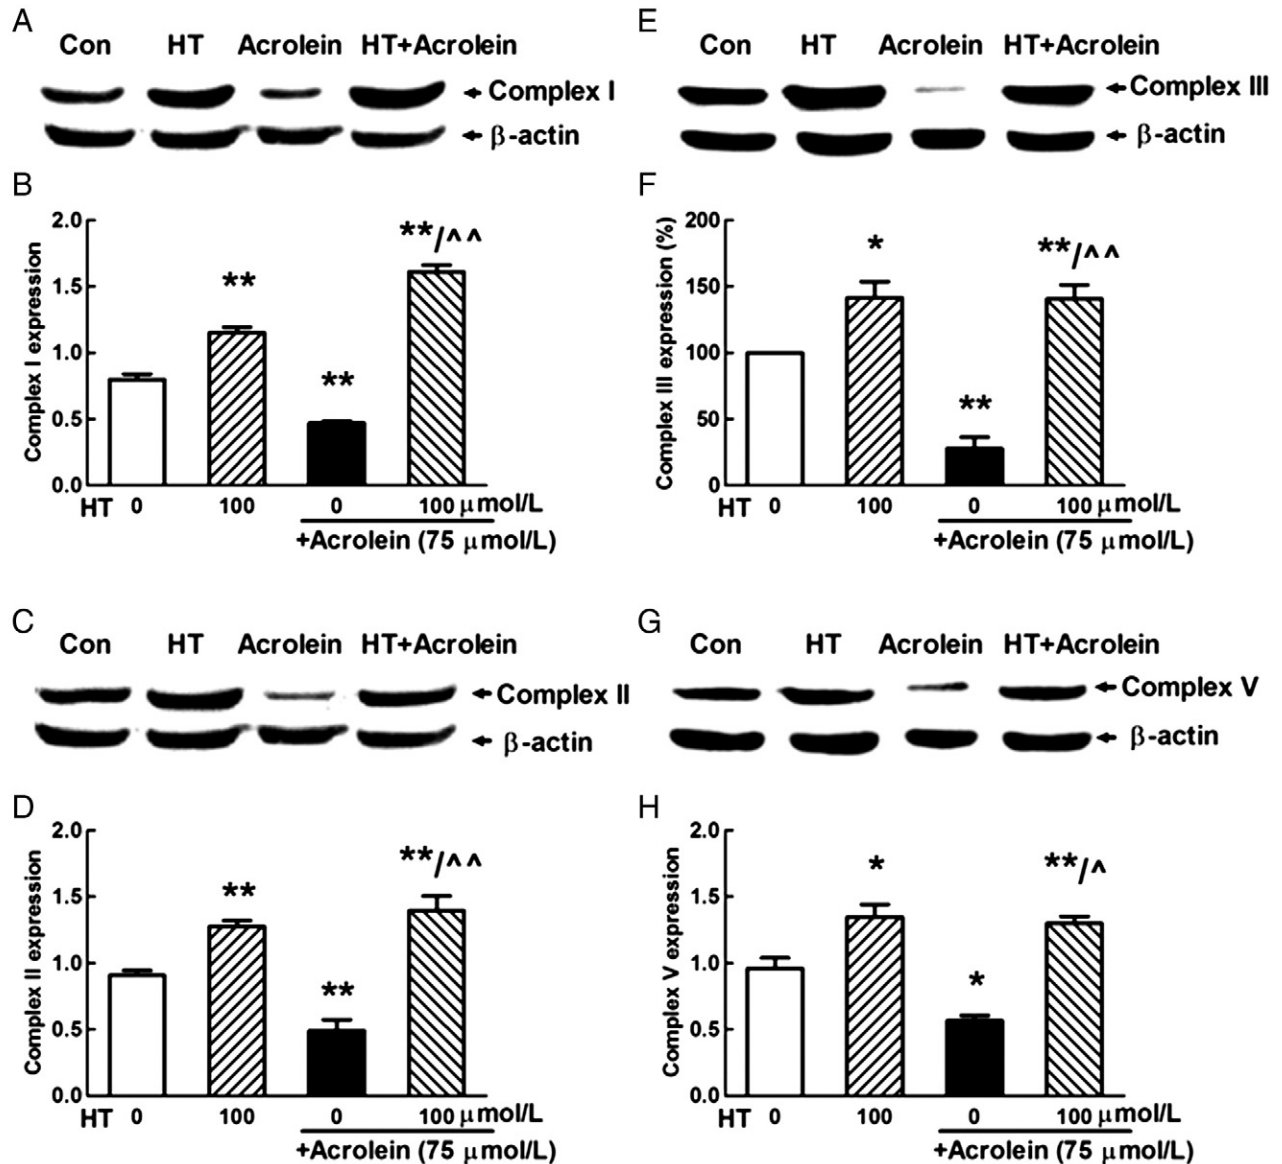 A
Con HT Acrolein HT+Acrolein
Complex I
β-actin
B
Complex I expression
2.0
**/^^
1.5
**
1.0
**
0.5
0.0
HT 0 100 0 100 μmol/L
+Acrolein (75 μmol/L)
C
Con HT Acrolein HT+Acrolein
Complex II
β-actin
D
Complex II expression
2.0
**/^^
1.5
**
1.0
**
0.5
0.0
HT 0 100 0 100 μmol/L
+Acrolein (75 μmol/L)
E
Con HT Acrolein HT+Acrolein
Complex III
β-actin
F
Complex III expression (%)
200
* **/^^
150
100
**
50
0
HT 0 100 0 100 μmol/L
+Acrolein (75 μmol/L)
G
Con HT Acrolein HT+Acrolein
Complex V
β-actin
H
Complex V expression
2.0
* **/^
1.5
1.0
*
0.5
0.0
HT 0 100 0 100 μmol/L
+Acrolein (75 μmol/L)